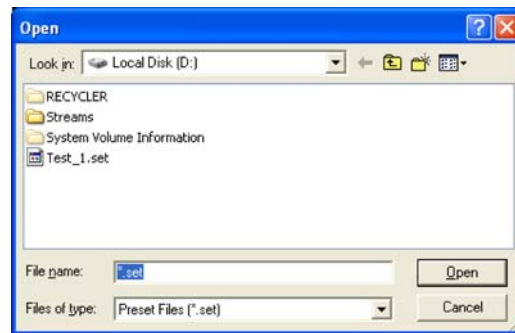 Open
Look in: Local Disk (D:)
RECYCLER
Streams
System Volume Information
Test_1.set
File name: *.set Open
Files of type: Preset Files (*.set) Cancel